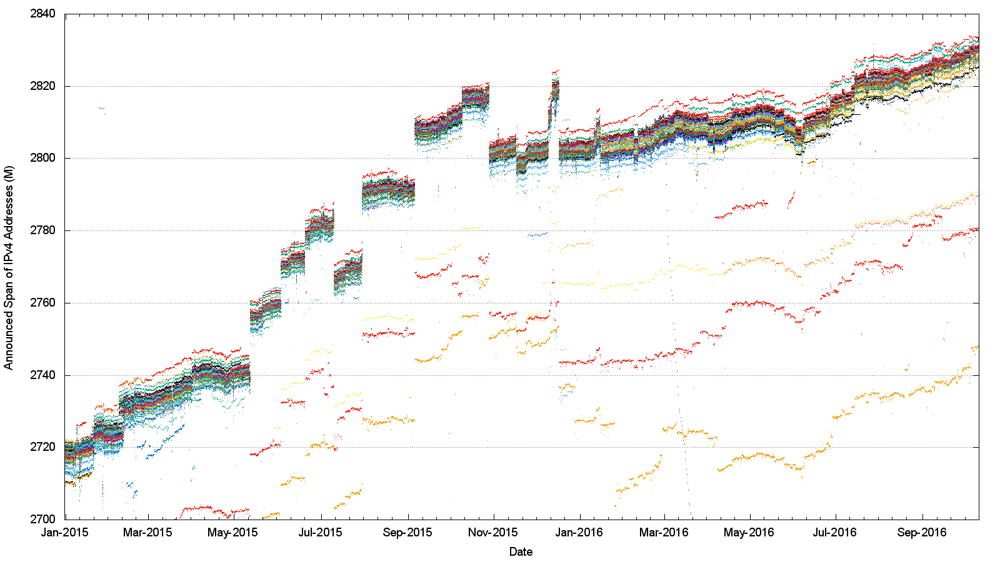 2840
2820
2800
2780
2760
2740
2720
2700
Announced Span of IPv4 Addresses (M)
Jan-2015 Mar-2015 May-2015 Jul-2015 Sep-2015 Nov-2015 Jan-2016 Mar-2016 May-2016 Jul-2016 Sep-2016
Date